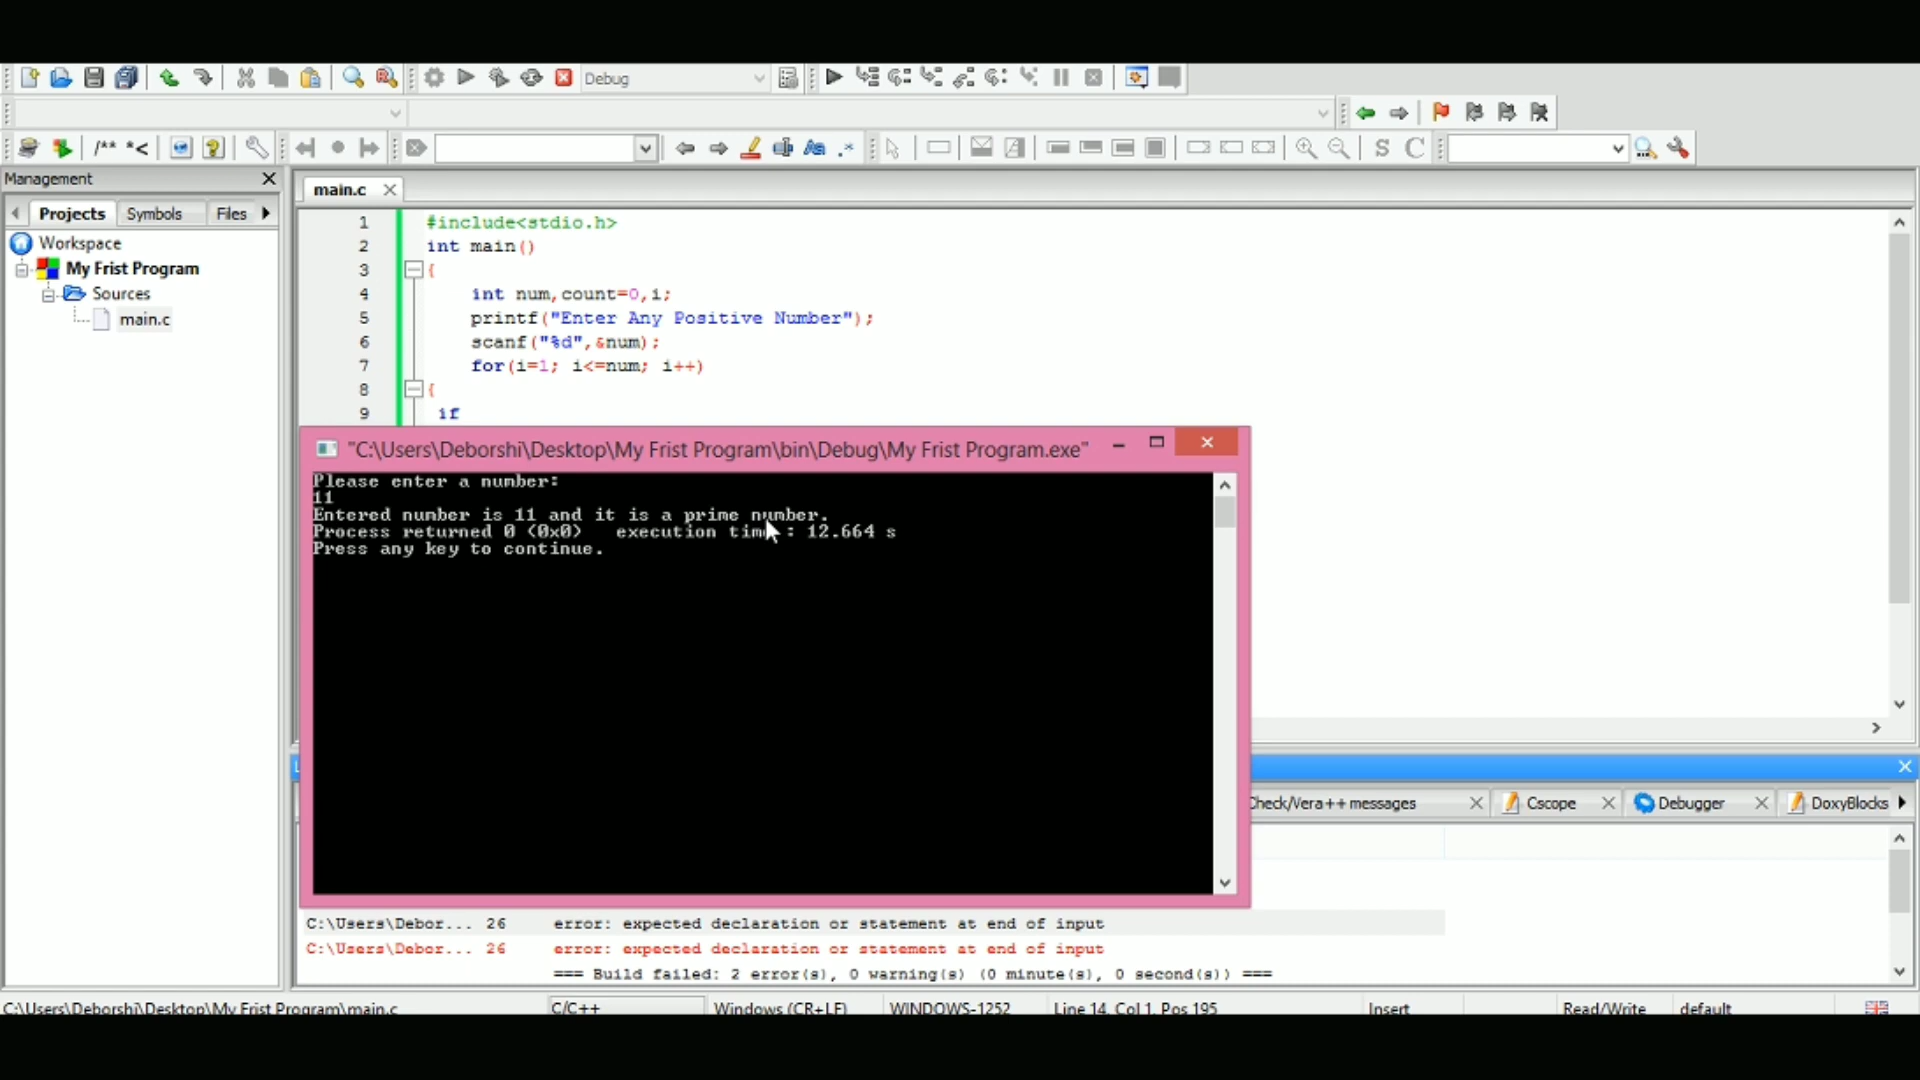 Debug
/** *<
Aa .*
S C
Management
main.c
Projects Symbols Files
Workspace
My Frist Program
Sources
main.c
1 #include<stdio.h>
2 int main()
3 {
4 int num,count=0,i;
5 printf("Enter Any Positive Number");
6 scanf("%d",&num);
7 for(i=1; i<=num; i++)
8 {
9 if
"C:\Users\Deborshi\Desktop\My Frist Program\bin\Debug\My Frist Program.exe"
Please enter a number:
11
Entered number is 11 and it is a prime number.
Process returned 0 (0x0) execution time : 12.664 s
Press any key to continue.
Check/Vera++ messages Cscope Debugger DoxyBlocks
C:\Users\Debor... 26 error: expected declaration or statement at end of input
C:\Users\Debor... 26 error: expected declaration or statement at end of input
=== Build failed: 2 error(s), 0 warning(s) (0 minute(s), 0 second(s)) ===
C:\Users\Deborshi\Desktop\My Frist Program\main.c C/C++ Windows (CR+LF) WINDOWS-1252 Line 14, Col 1, Pos 195 Insert Read/Write default